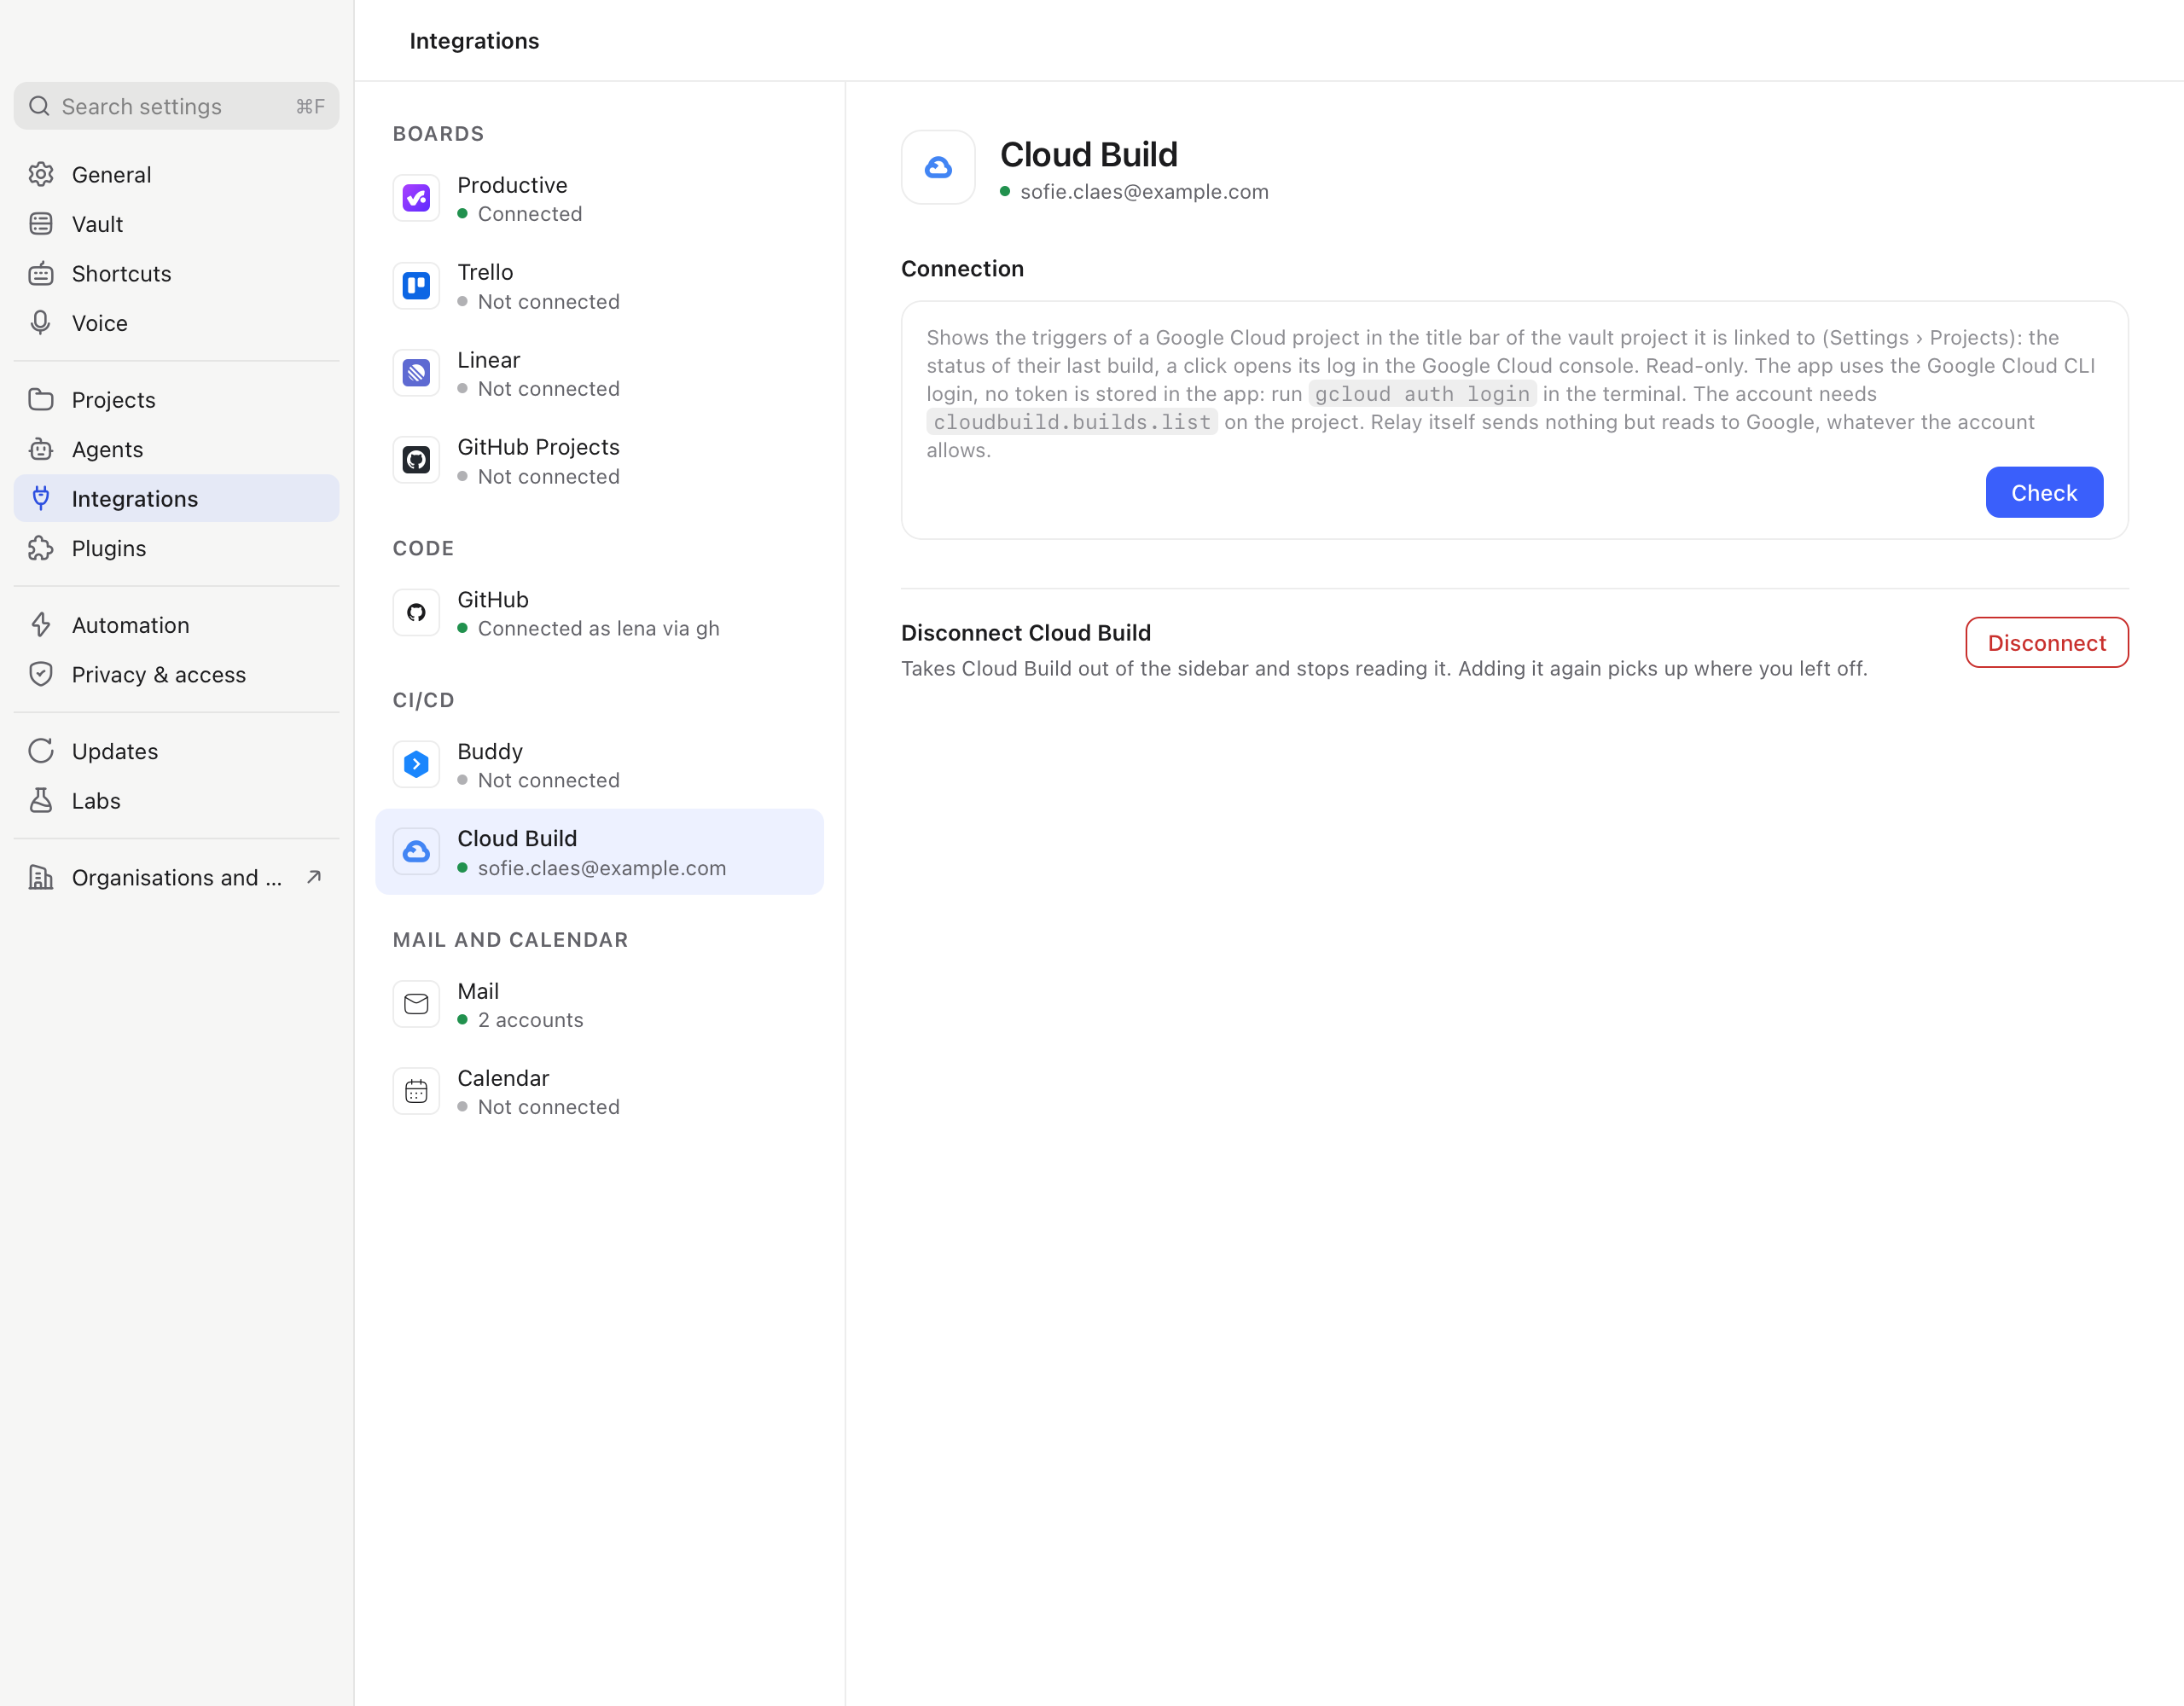 Integrations
Search settings ⌘F
General
Vault
Shortcuts
Voice
Projects
Agents
Integrations
Plugins
Automation
Privacy & access
Updates
Labs
Organisations and ...
BOARDS
Productive
Connected
Trello
Not connected
Linear
Not connected
GitHub Projects
Not connected
CODE
GitHub
Connected as lena via gh
CI/CD
Buddy
Not connected
Cloud Build
sofie.claes@example.com
MAIL AND CALENDAR
Mail
2 accounts
Calendar
Not connected
Cloud Build
sofie.claes@example.com
Connection
Shows the triggers of a Google Cloud project in the title bar of the vault project it is linked to (Settings › Projects): the
status of their last build, a click opens its log in the Google Cloud console. Read-only. The app uses the Google Cloud CLI
login, no token is stored in the app: run gcloud auth login in the terminal. The account needs
cloudbuild.builds.list on the project. Relay itself sends nothing but reads to Google, whatever the account
allows.
Check
Disconnect Cloud Build
Takes Cloud Build out of the sidebar and stops reading it. Adding it again picks up where you left off.
Disconnect